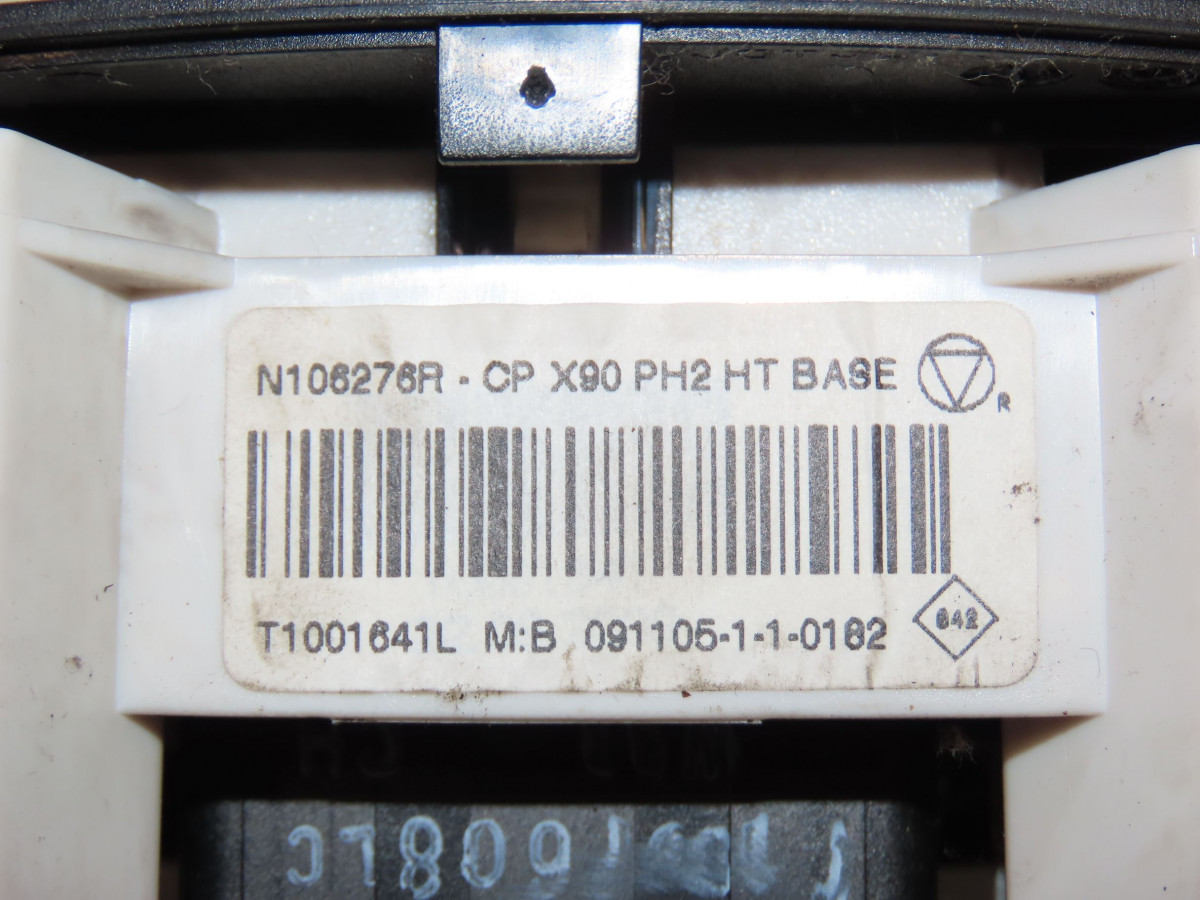 N106276R - CP X90 PH2 HT BASE
R
T1001641L M:B 091105-1-1-0182
642